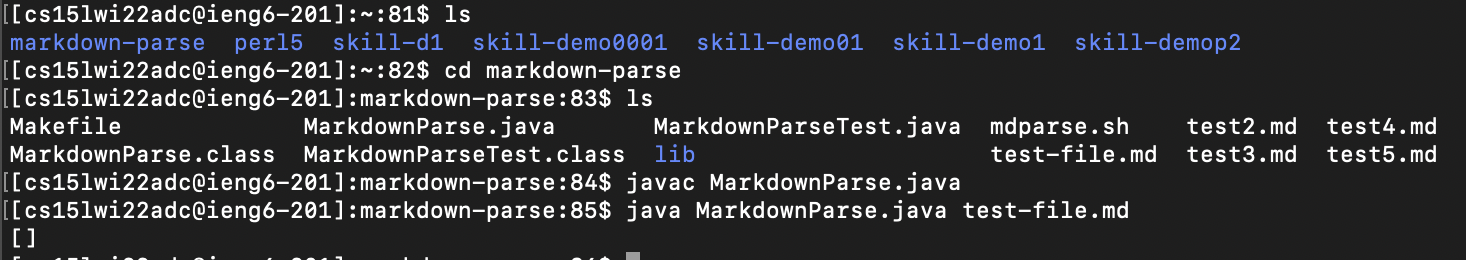 [[cs15lwi22adc@ieng6-201]:~:81$ ls
markdown-parse  perl5  skill-d1  skill-demo0001  skill-demo01  skill-demo1  skill-demop2
[[cs15lwi22adc@ieng6-201]:~:82$ cd markdown-parse
[[cs15lwi22adc@ieng6-201]:markdown-parse:83$ ls
Makefile             MarkdownParse.java       MarkdownParseTest.java  mdparse.sh    test2.md  test4.md
MarkdownParse.class  MarkdownParseTest.class  lib                     test-file.md  test3.md  test5.md
[[cs15lwi22adc@ieng6-201]:markdown-parse:84$ javac MarkdownParse.java
[[cs15lwi22adc@ieng6-201]:markdown-parse:85$ java MarkdownParse.java test-file.md
[]